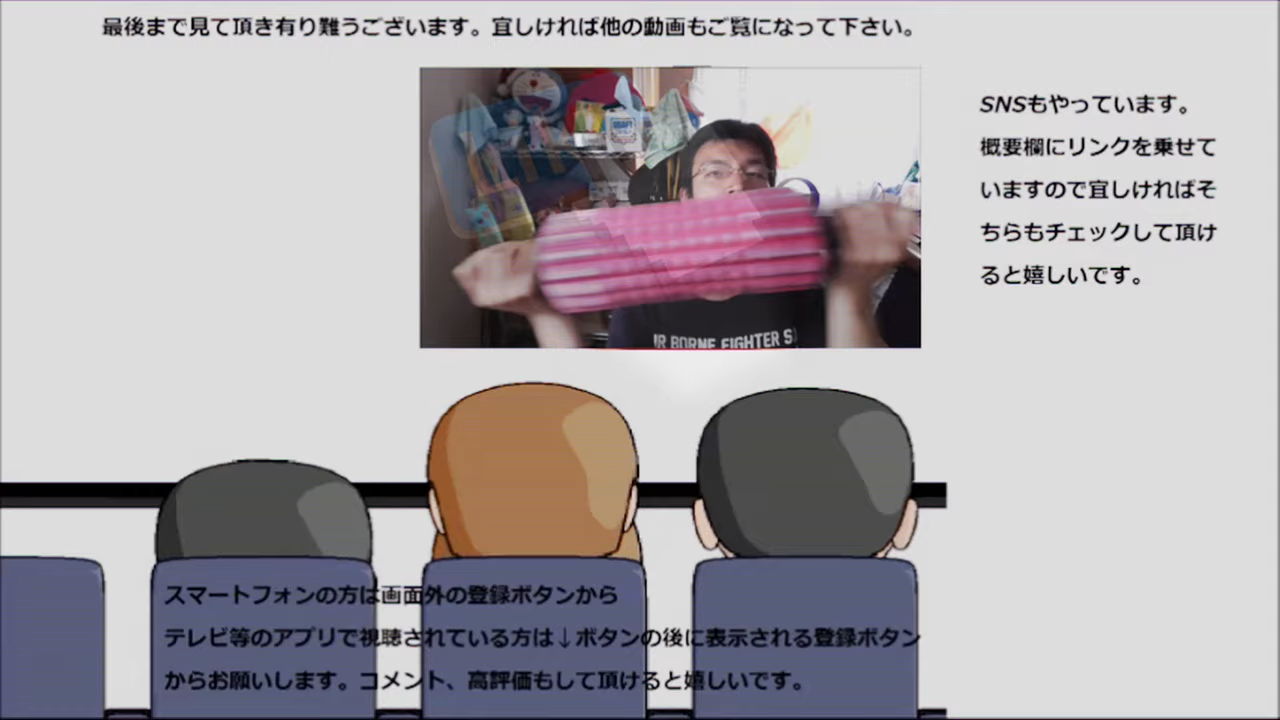 最後まで見て頂き有り難うございます。宜しければ他の動画もご覧になって下さい。
SNSもやっています。
概要欄にリンクを乗せて
いますので宜しければそ
ちらもチェックして頂け
ると嬉しいです。
BORNE FIGHTER
スマートフォンの方は画面外の登録ボタンから
テレビ等のアプリで視聴されている方は↓ボタンの後に表示される登録ボタン
からお願いします。コメント、高評価もして頂けると嬉しいです。